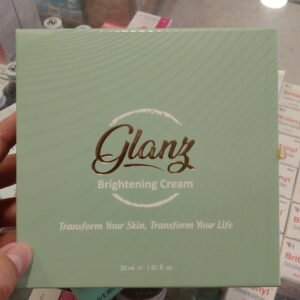 Glanz
Brightening Cream
Transform Your Skin, Transform Your Life
30 ml ℮ 1.01 fl oz